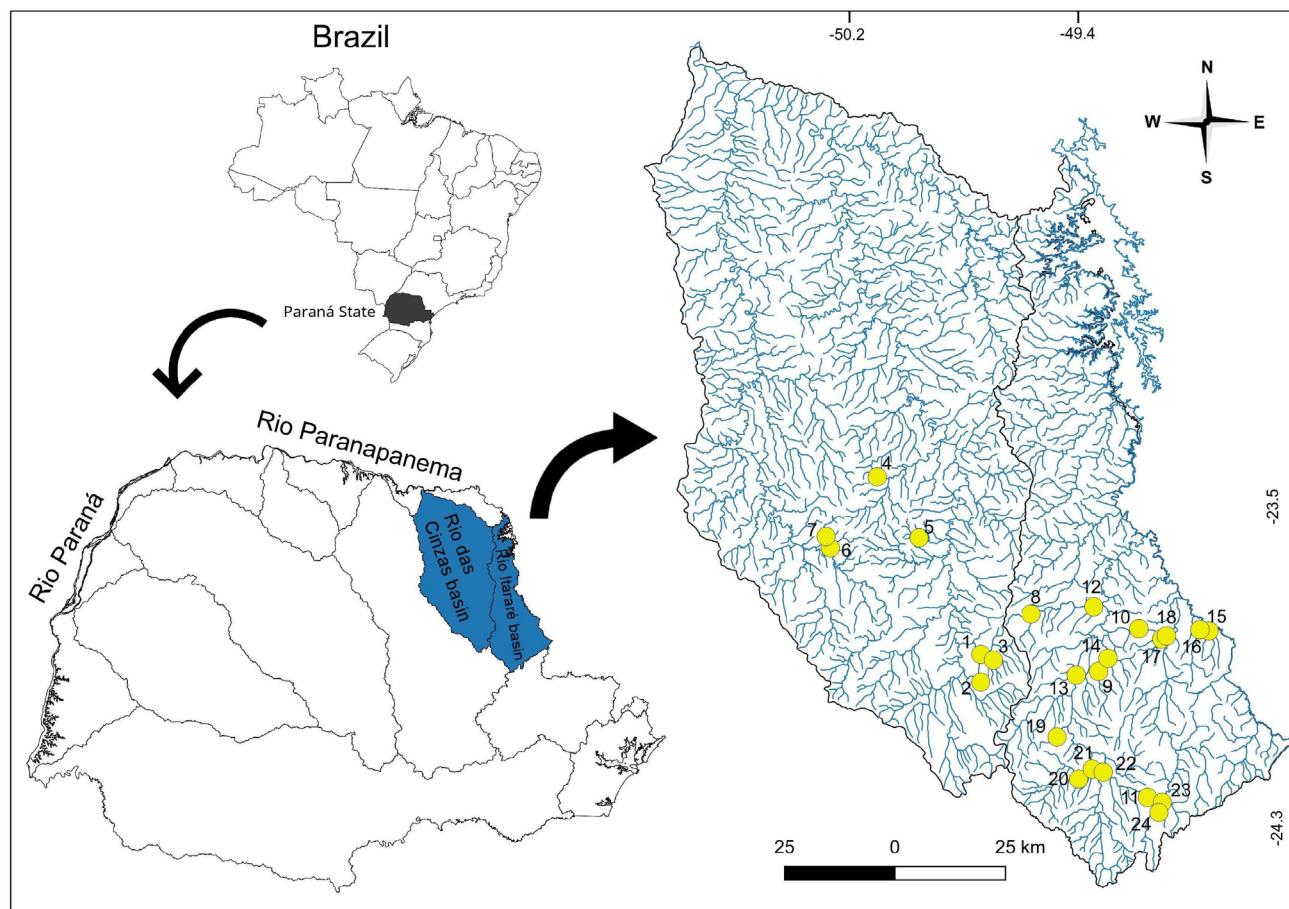 Brazil
Paraná State
Rio Paranapanema
Rio Paraná
Rio das
Cinzas basin
Rio Itararé basin
-50.2
-49.4
N
W
E
S
-23.5
-24.3
4
7
6
5
8
12
10
18
15
17
16
1
3
2
14
13
9
19
21
22
20
11
23
24
25
0
25 km